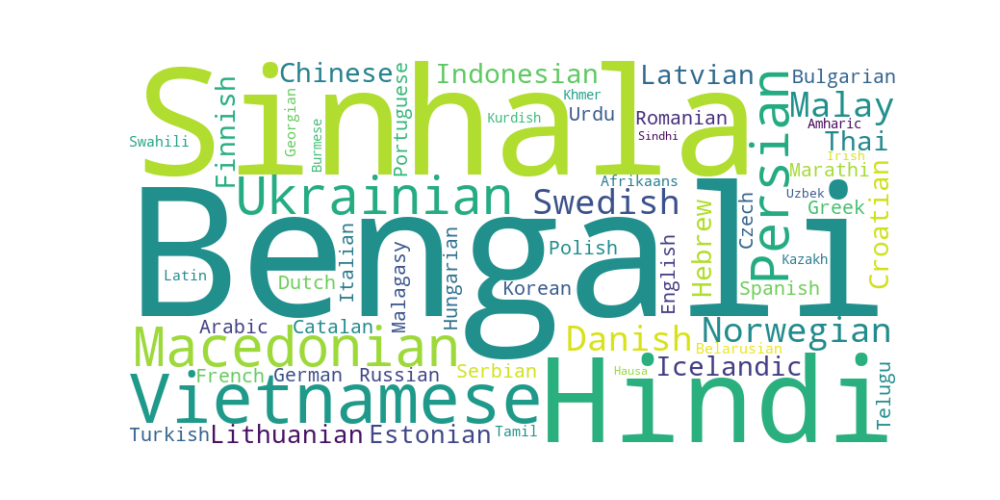 Sinhala
Chinese
Indonesian
Latvian
Bulgarian
Finnish
Georgian
Burmese
Portuguese
Khmer
Kurdish
Urdu
Romanian
Sindhi
Persian
Malay
Amharic
Thai
Swahili
Irish
Marathi
Ukrainian
Afrikaans
Swedish
Uzbek
Greek
Croatian
Bengali
Hebrew
Czech
Polish
Kazakh
Latin
Dutch
Italian
Malagasy
Hungarian
Korean
English
Spanish
Arabic
Catalan
Macedonian
Danish
Norwegian
Belarusian
French
German
Russian
Serbian
Hausa
Icelandic
Telugu
Vietnamese
Hindi
Turkish
Lithuanian
Estonian
Tamil